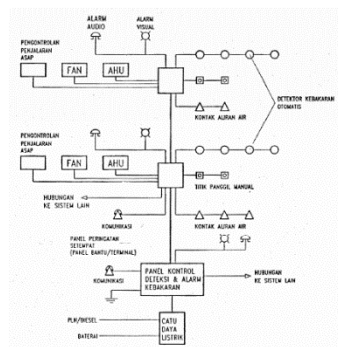 ALARM
AUDIO
ALARM
VISUAL
PENGONTROLAN
PENJALARAN
ASAP
FAN
AHU
DETEKTOR KEBAKARAN
OTOMATIS
KONTAK ALIRAN AIR
PENGONTROLAN
PENJALARAN
ASAP
FAN
AHU
TITIK PANGGIL MANUAL
HUBUNGAN
KE SISTEM LAIN
KOMUNIKASI
KONTAK ALIRAN AIR
PANEL PERINGATAN
SETEMPAT
(PANEL BANTU/TERMINAL)
KOMUNIKASI
PANEL KONTROL
DETEKSI & ALARM
KEBAKARAN
HUBUNGAN
KE SISTEM LAIN
PLN/DIESEL
BATERAI
CATU
DAYA
LISTRIK